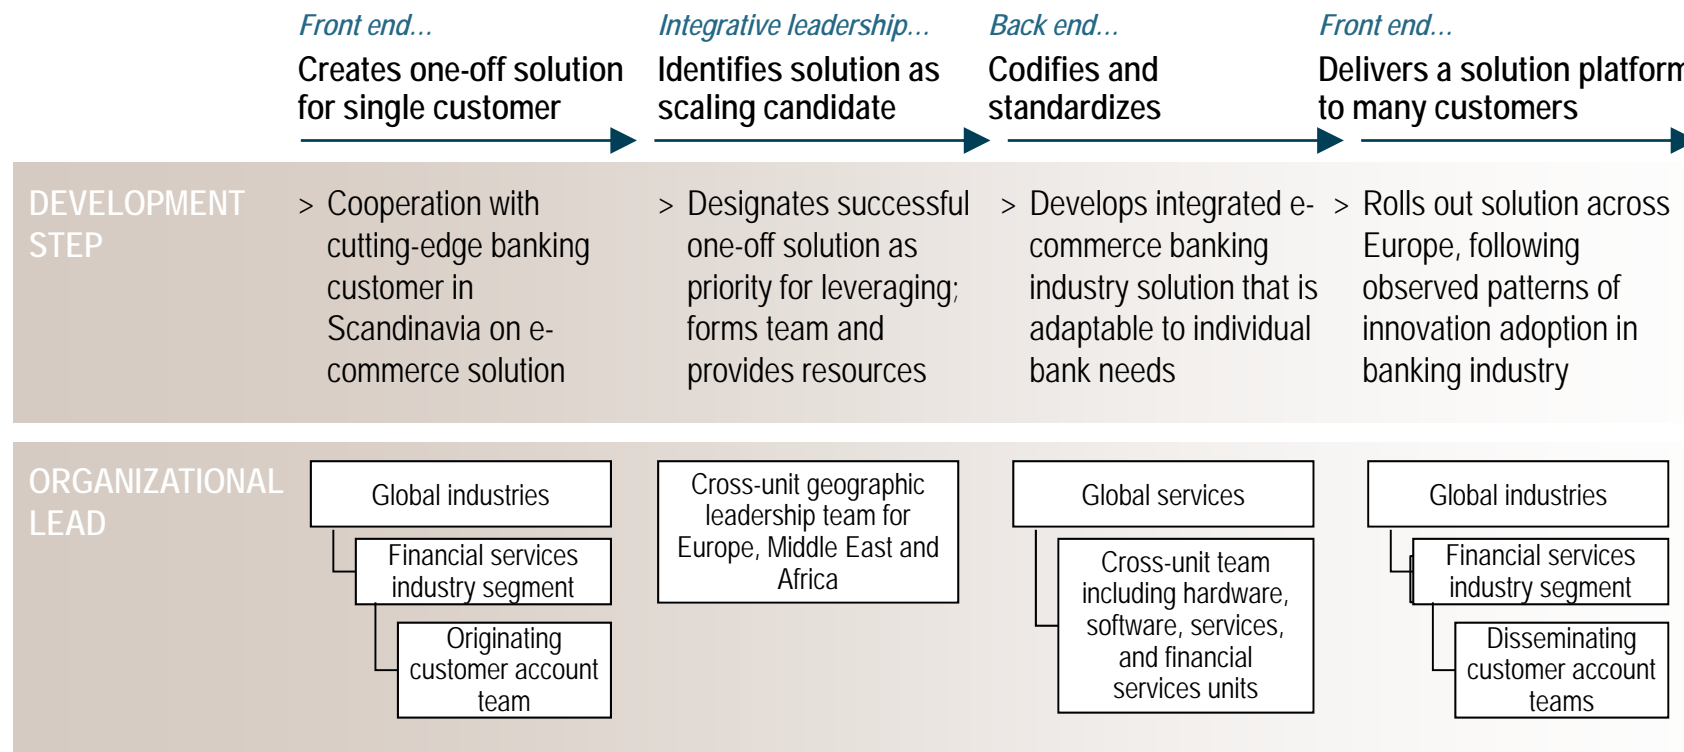 Front end...
Creates one-off solution
for single customer
Integrative leadership...
Identifies solution as
scaling candidate
Back end...
Codifies and
standardizes
Front end...
Delivers a solution platform
to many customers
DEVELOPMENT
STEP
> Cooperation with
cutting-edge banking
customer in
Scandinavia on e-
commerce solution
> Designates successful
one-off solution as
priority for leveraging;
forms team and
provides resources
> Develops integrated e-
commerce banking
industry solution that is
adaptable to individual
bank needs
> Rolls out solution across
Europe, following
observed patterns of
innovation adoption in
banking industry
ORGANIZATIONAL
LEAD
Global industries
Financial services
industry segment
Originating
customer account
team
Cross-unit geographic
leadership team for
Europe, Middle East and
Africa
Global services
Cross-unit team
including hardware,
software, services,
and financial
services units
Global industries
Financial services
industry segment
Disseminating
customer account
teams